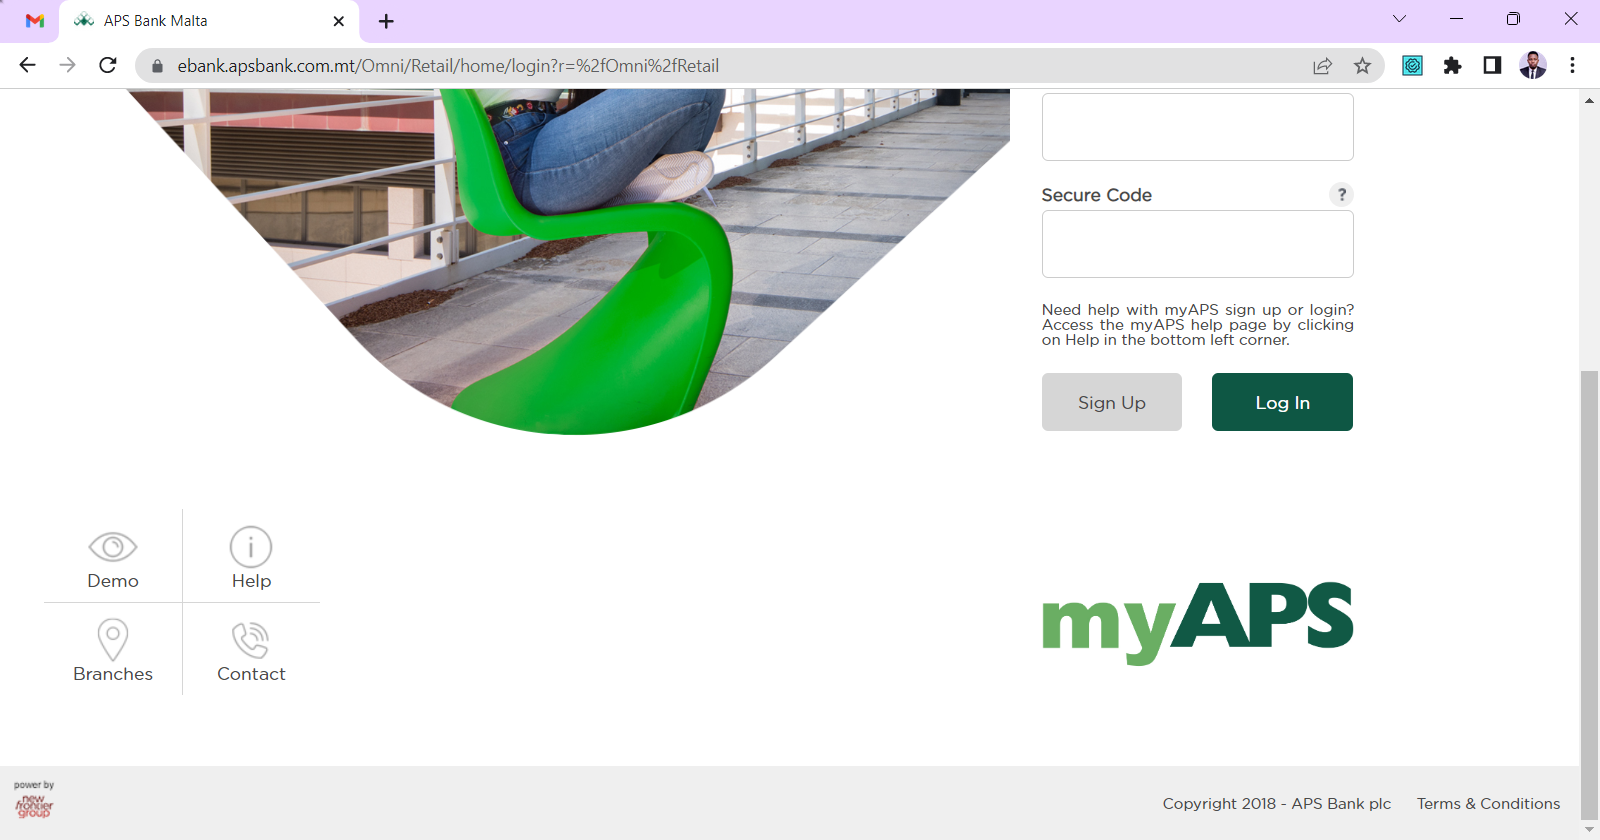 APS Bank Malta
ebank.apsbank.com.mt/Omni/Retail/home/login?r=%2fOmni%2fRetail
Secure Code ?
Need help with myAPS sign up or login?
Access the myAPS help page by clicking
on Help in the bottom left corner.
Sign Up
Log In
Demo
Help
Branches
Contact
myAPS
power by
new
frontier
group
Copyright 2018 - APS Bank plc
Terms & Conditions